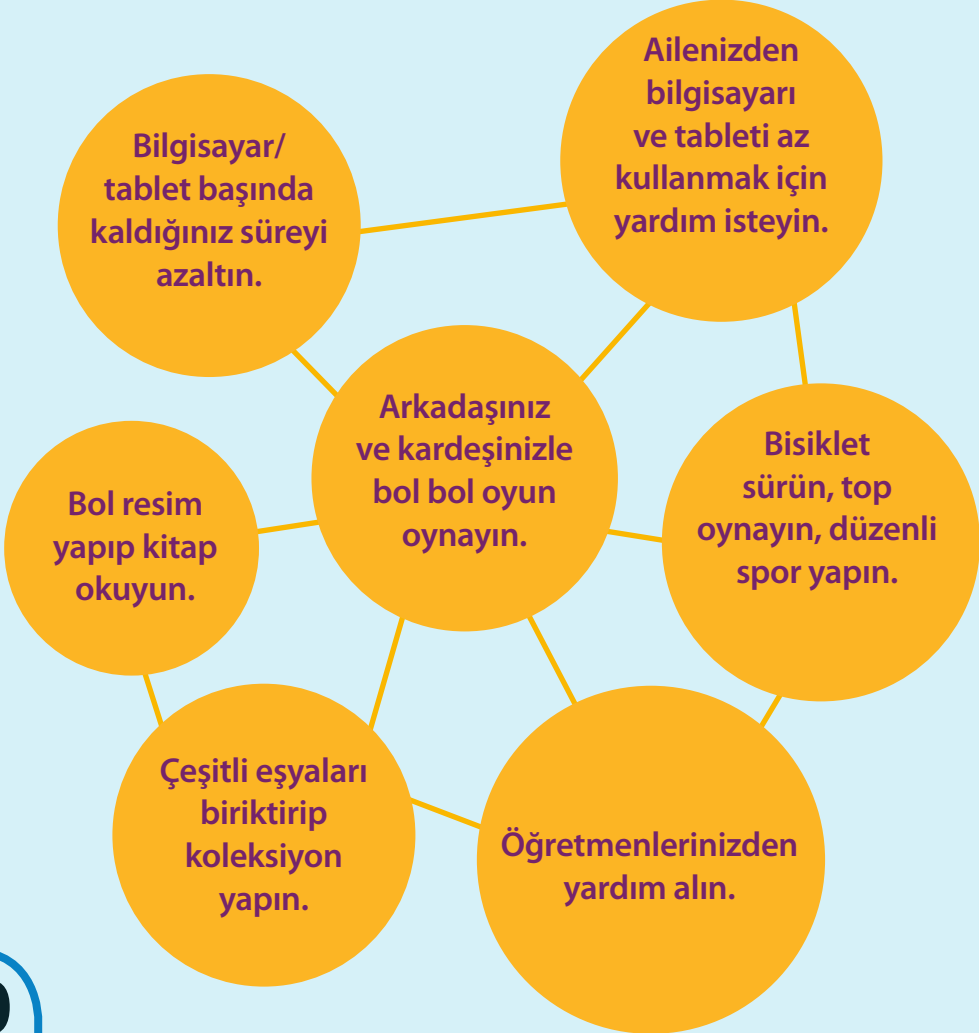 Ailenizden
bilgisayarı
ve tableti az
kullanmak için
yardım isteyin.
Bilgisayar/
tablet başında
kaldığınız süreyi
azaltın.
Arkadaşınız
ve kardeşinizle
bol bol oyun
oynayın.
Bisiklet
sürün, top
oynayın, düzenli
spor yapın.
Bol resim
yapıp kitap
okuyun.
Çeşitli eşyaları
biriktirip
koleksiyon
yapın.
Öğretmenlerinizden
yardım alın.